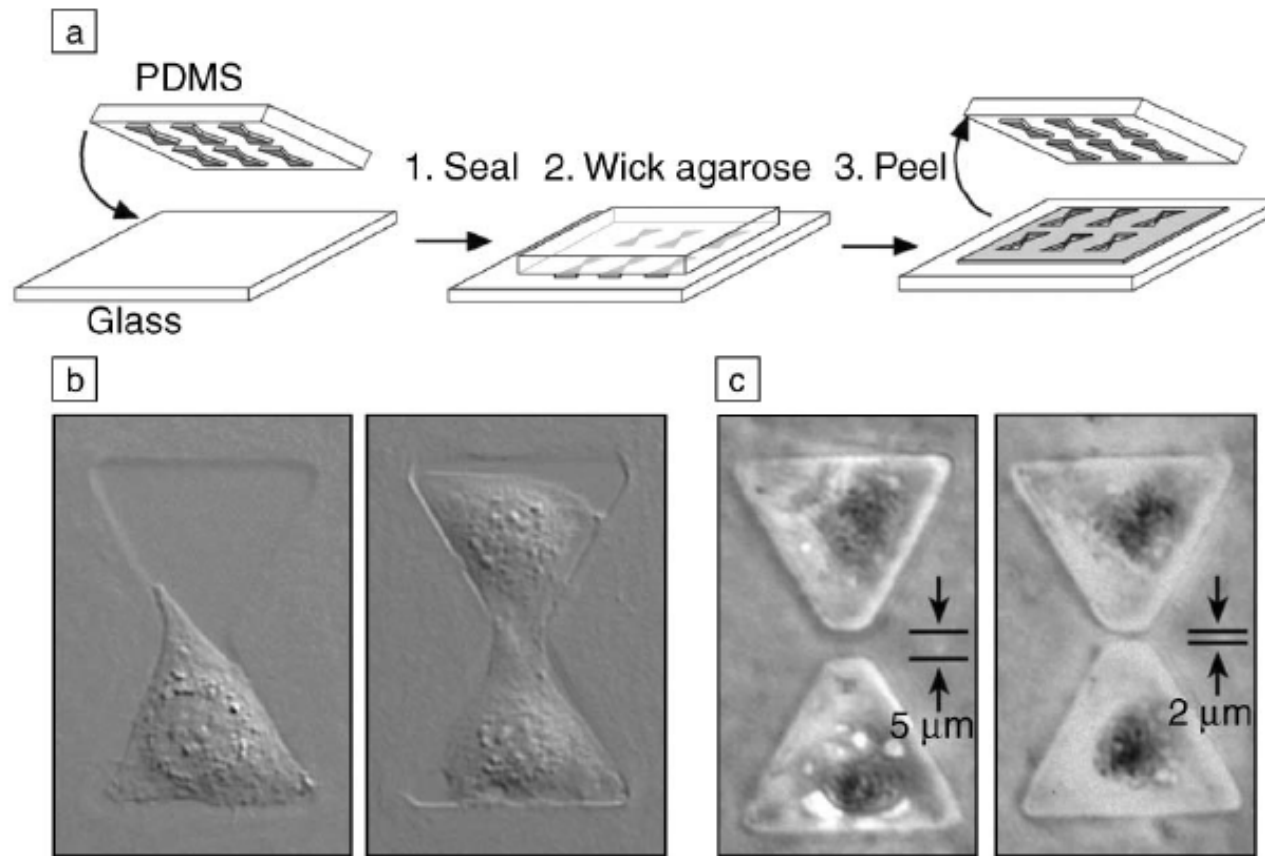 a
PDMS
1. Seal 2. Wick agarose 3. Peel
Glass
b
c
5 μm
2 μm